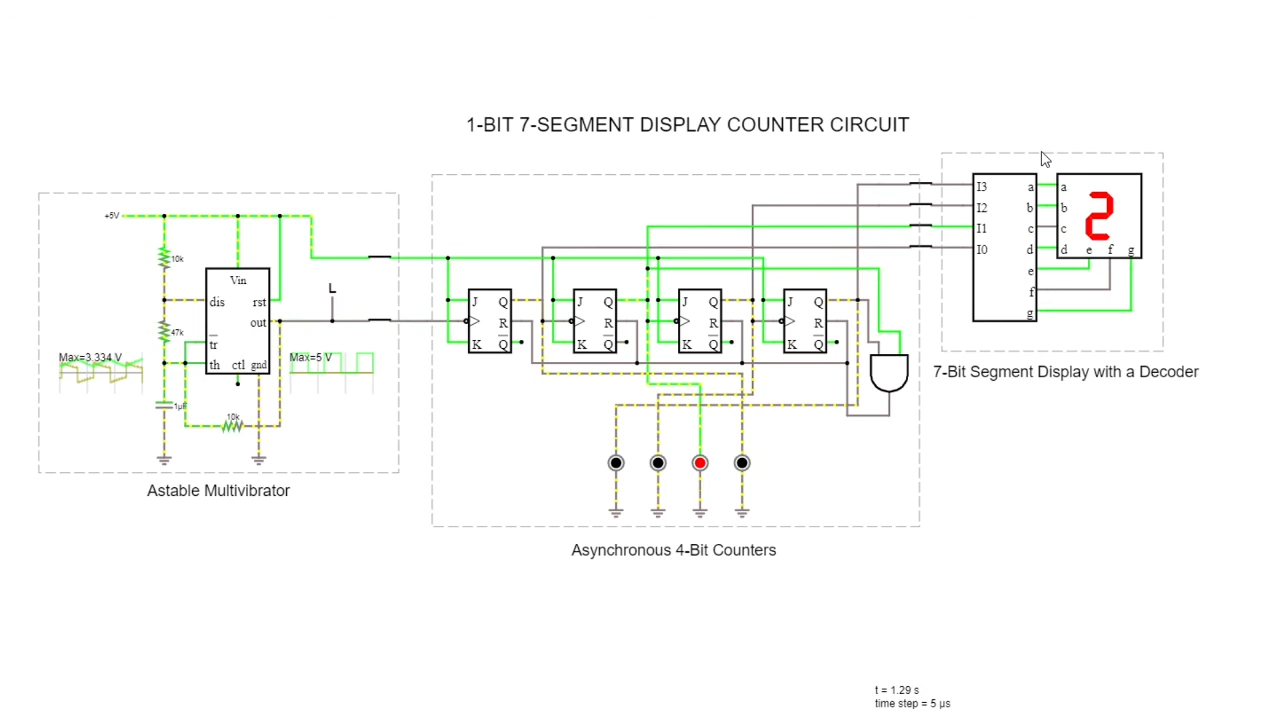 1-BIT 7-SEGMENT DISPLAY COUNTER CIRCUIT
+5V
10k
47k
1μF
10k
Vin
dis
rst
out
tr
th
ctl
gnd
Max=3.334 V
Max=5 V
L
Astable Multivibrator
J
Q
R
K
Q
J
Q
R
K
Q
J
Q
R
K
Q
J
Q
R
K
Q
Asynchronous 4-Bit Counters
I3
I2
I1
I0
a
b
c
d
e
f
g
a
b
c
d
e
f
g
2
7-Bit Segment Display with a Decoder
t = 1.29 s
time step = 5 μs